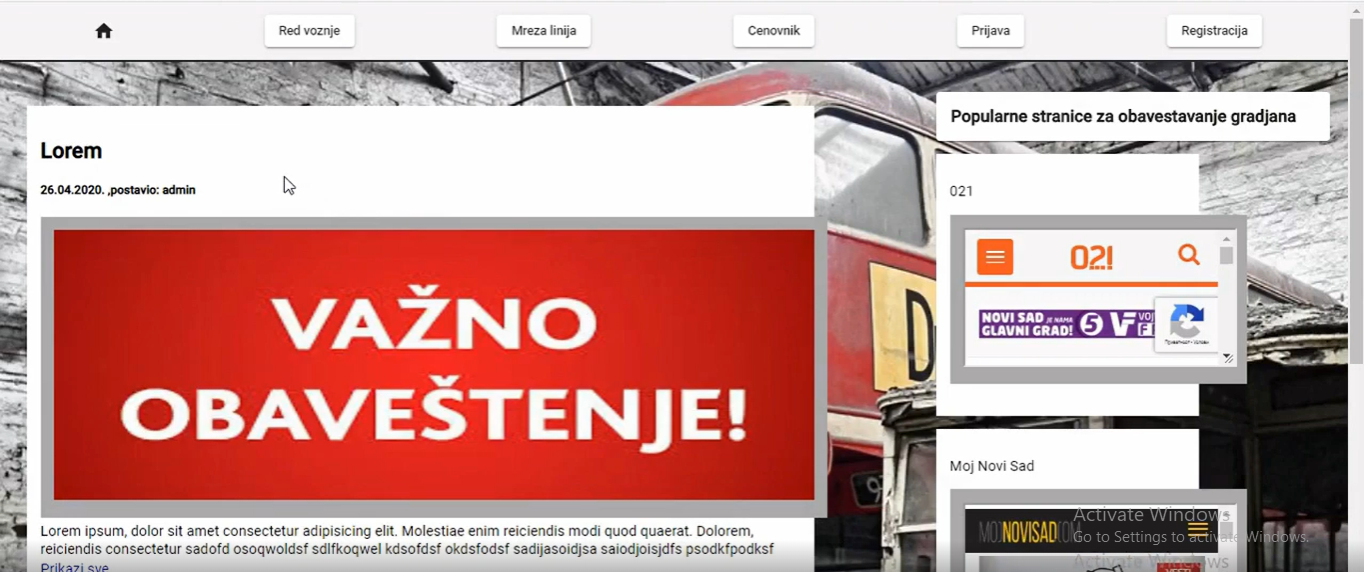 Red voznje
Mreza linija
Cenovnik
Prijava
Registracija
Lorem
26.04.2020. ,postavio: admin
VAŽNO
OBAVEŠTENJE!
Lorem ipsum, dolor sit amet consectetur adipisicing elit. Molestiae enim reiciendis modi quod quaerat. Dolorem,
reiciendis consectetur sadofd osoqwoldsf sdlfkoqwel kdsofdsf okdsfodsf sadijasoidjsa saiodjoisjdfs psodkfpodksf
Prikazi sve
Popularne stranice za obavestavanje gradjana
021
021
NOVI SAD JE NAMA
GLAVNI GRAD!
5
Moj Novi Sad
MOJNOVISAD.COM
Activate Windows
Go to Settings to activate Windows.
Activate Windows